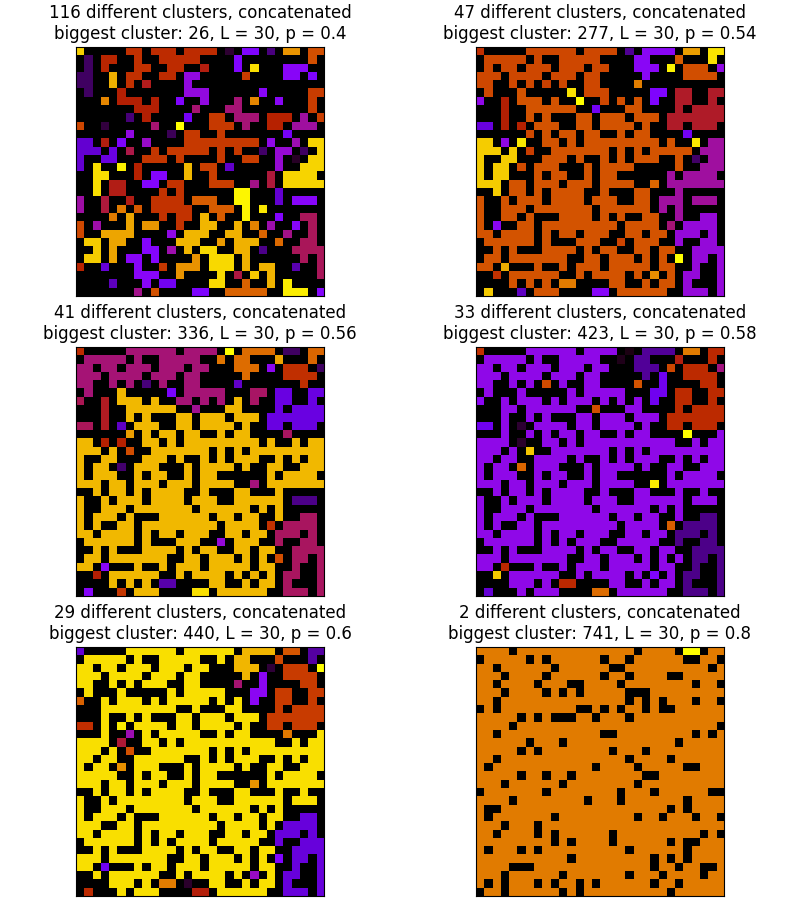 116 different clusters, concatenated
biggest cluster: 26, L = 30, p = 0.4
47 different clusters, concatenated
biggest cluster: 277, L = 30, p = 0.54
41 different clusters, concatenated
biggest cluster: 336, L = 30, p = 0.56
33 different clusters, concatenated
biggest cluster: 423, L = 30, p = 0.58
29 different clusters, concatenated
biggest cluster: 440, L = 30, p = 0.6
2 different clusters, concatenated
biggest cluster: 741, L = 30, p = 0.8